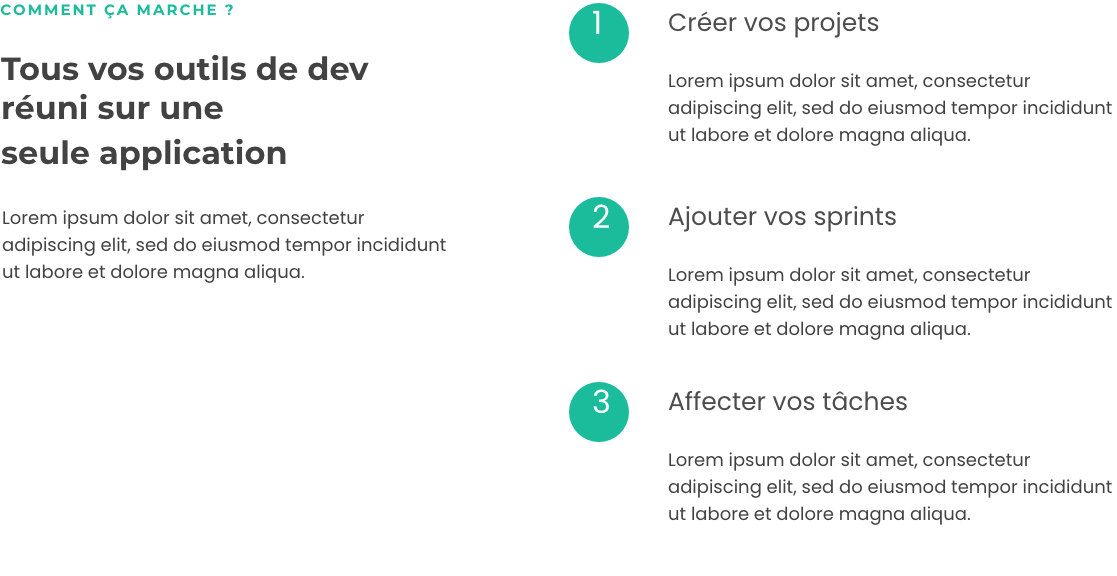 COMMENT ÇA MARCHE ?
Tous vos outils de dev
réuni sur une
seule application
Lorem ipsum dolor sit amet, consectetur
adipiscing elit, sed do eiusmod tempor incididunt
ut labore et dolore magna aliqua.
1
Créer vos projets
Lorem ipsum dolor sit amet, consectetur
adipiscing elit, sed do eiusmod tempor incididunt
ut labore et dolore magna aliqua.
2
Ajouter vos sprints
Lorem ipsum dolor sit amet, consectetur
adipiscing elit, sed do eiusmod tempor incididunt
ut labore et dolore magna aliqua.
3
Affecter vos tâches
Lorem ipsum dolor sit amet, consectetur
adipiscing elit, sed do eiusmod tempor incididunt
ut labore et dolore magna aliqua.